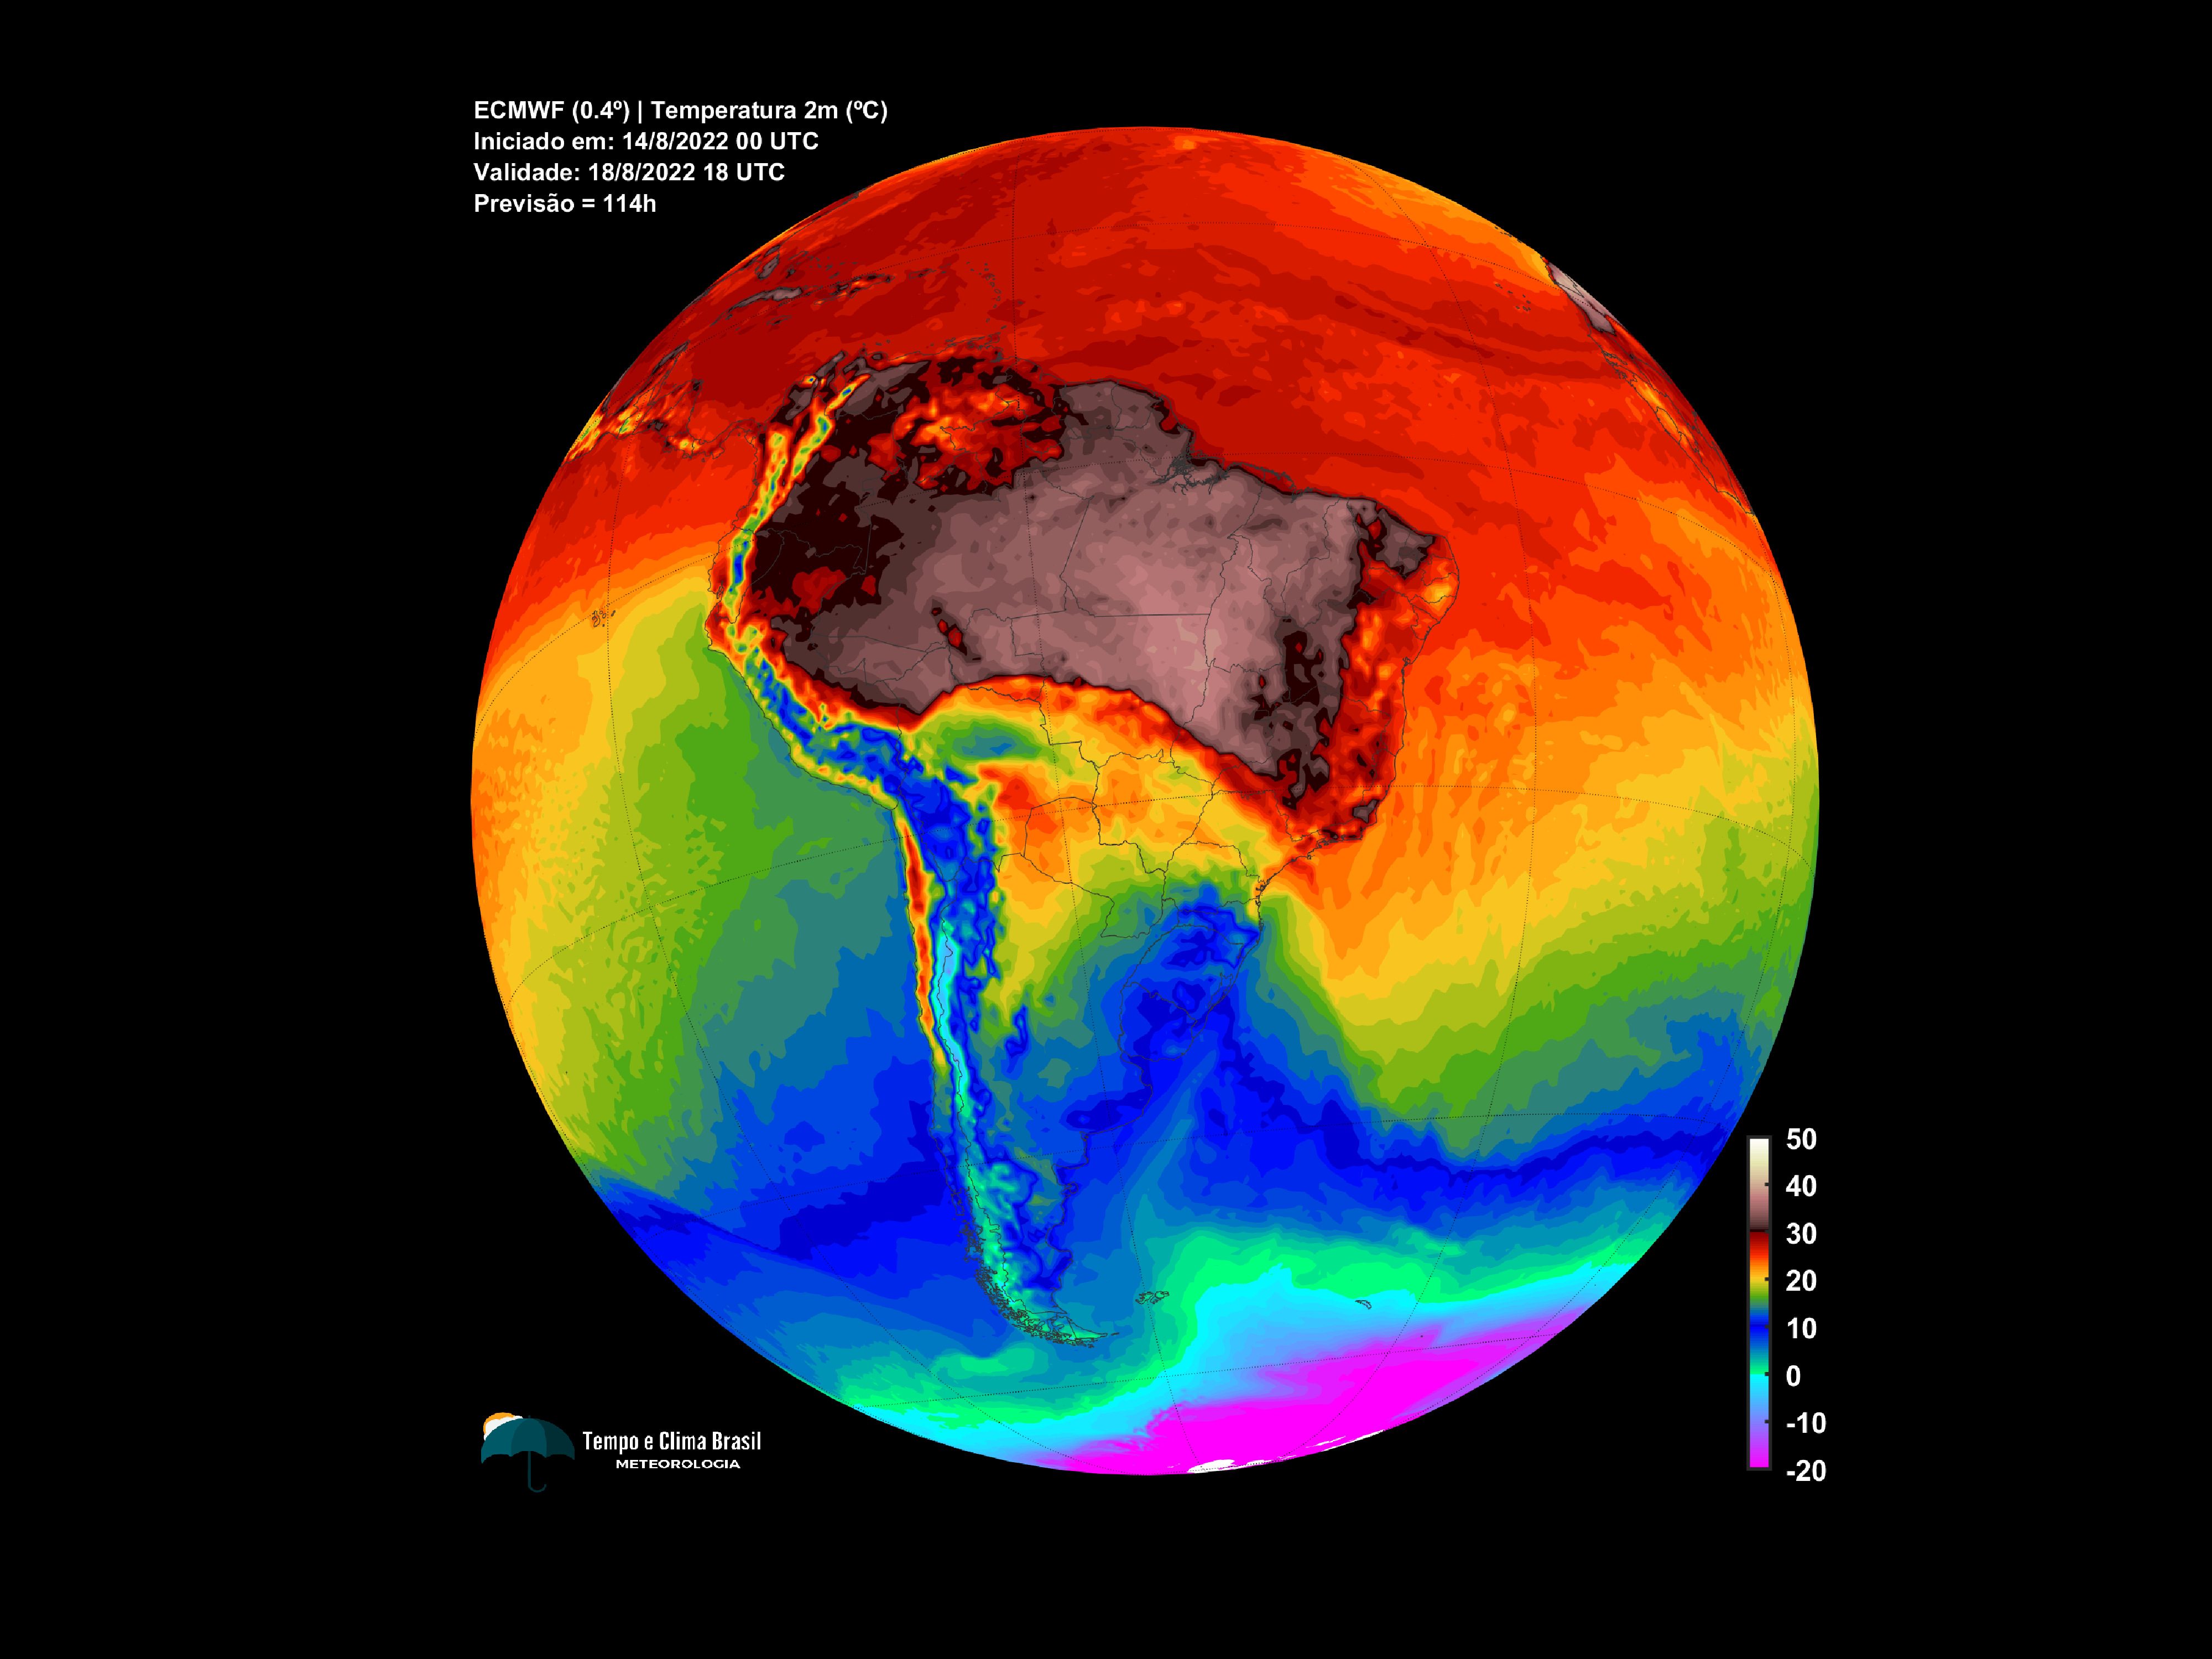 ECMWF (0.4º) | Temperatura 2m (ºC)
Iniciado em: 14/8/2022 00 UTC
Validade: 18/8/2022 18 UTC
Previsão = 114h
50
40
30
20
10
0
-10
-20
Tempo e Clima Brasil
METEOROLOGIA